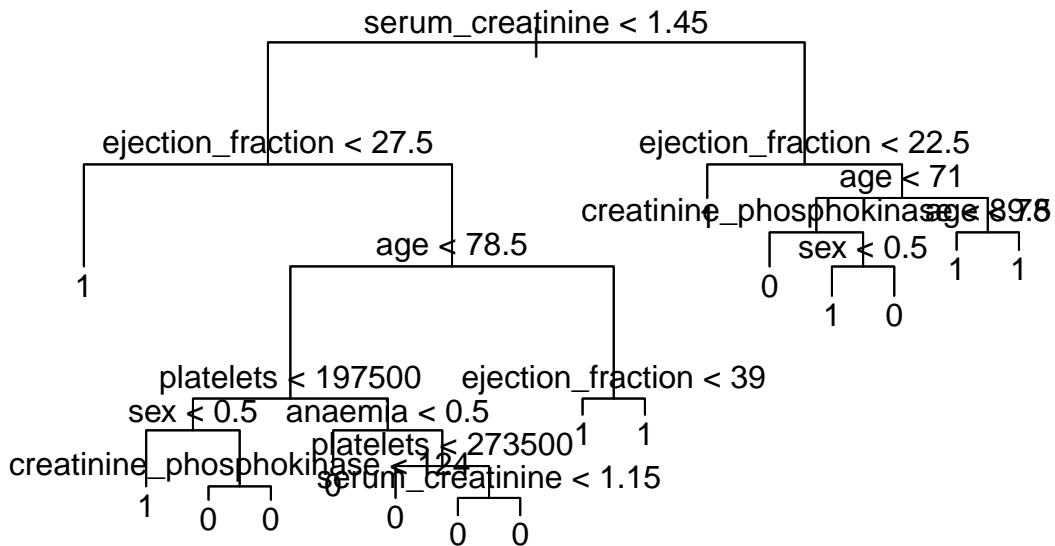 serum_creatinine < 1.45
ejection_fraction < 27.5
ejection_fraction < 22.5
age < 71
creatinine_phosphokinase
sex < 0.5
1
1
1
1
0
1
0
age < 78.5
platelets < 197500
ejection_fraction < 39
sex < 0.5
anaemia < 0.5
1
1
platelets < 273500
creatinine_phosphokinase < 124
serum_creatinine < 1.15
0
1
0
0
0
0
0